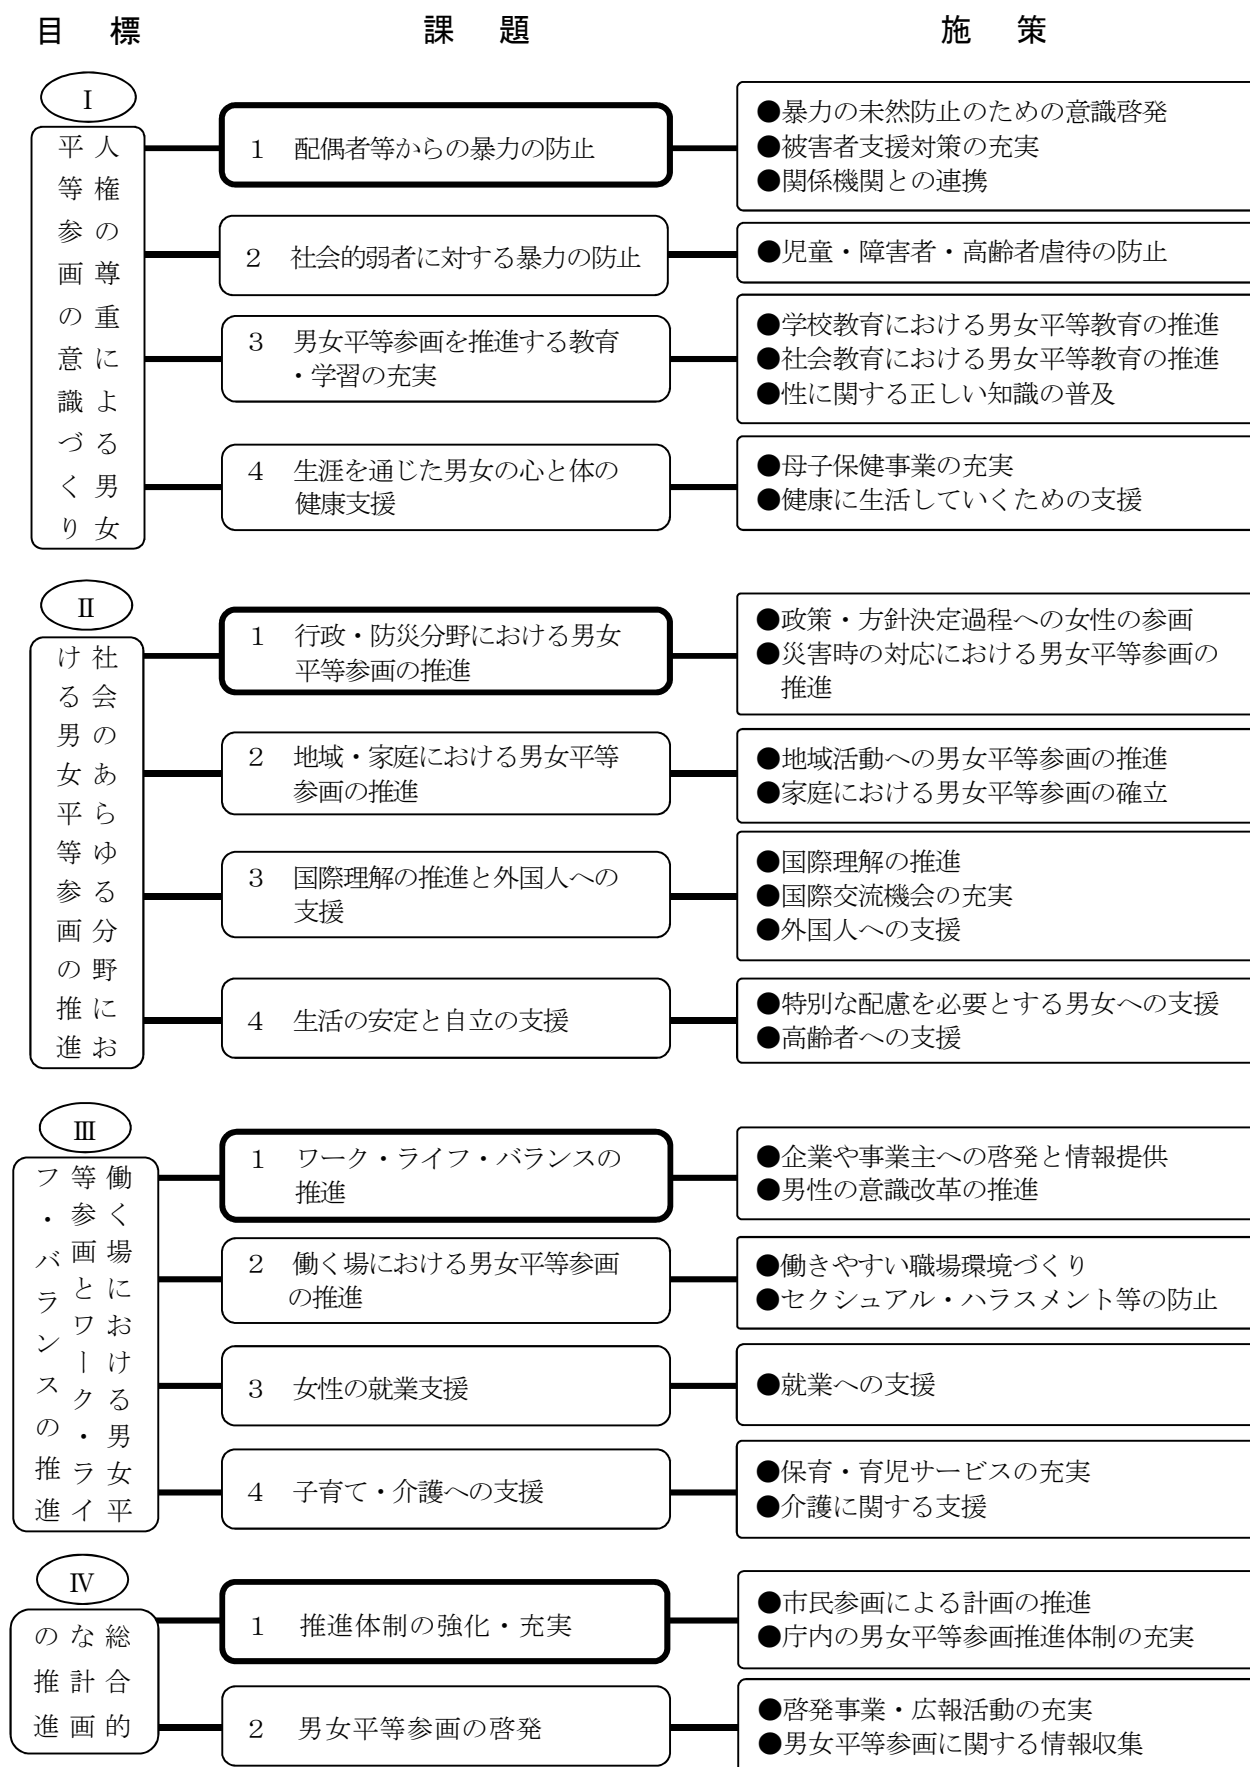 目標
課題
施策
Ⅰ
人権の尊重による男女
平等参画の意識づくり
1 配偶者等からの暴力の防止
●暴力の未然防止のための意識啓発
●被害者支援対策の充実
●関係機関との連携
2 社会的弱者に対する暴力の防止
●児童・障害者・高齢者虐待の防止
3 男女平等参画を推進する教育
・学習の充実
●学校教育における男女平等教育の推進
●社会教育における男女平等教育の推進
●性に関する正しい知識の普及
4 生涯を通じた男女の心と体の
健康支援
●母子保健事業の充実
●健康に生活していくための支援
Ⅱ
社会のあらゆる分野にお
ける男女平等参画の推進
1 行政・防災分野における男女
平等参画の推進
●政策・方針決定過程への女性の参画
●災害時の対応における男女平等参画の
推進
2 地域・家庭における男女平等
参画の推進
●地域活動への男女平等参画の推進
●家庭における男女平等参画の確立
3 国際理解の推進と外国人への
支援
●国際理解の推進
●国際交流機会の充実
●外国人への支援
4 生活の安定と自立の支援
●特別な配慮を必要とする男女への支援
●高齢者への支援
Ⅲ
働く場における男女平
等参画とワーク・ライ
フ・バランスの推進
1 ワーク・ライフ・バランスの
推進
●企業や事業主への啓発と情報提供
●男性の意識改革の推進
2 働く場における男女平等参画
の推進
●働きやすい職場環境づくり
●セクシュアル・ハラスメント等の防止
3 女性の就業支援
●就業への支援
4 子育て・介護への支援
●保育・育児サービスの充実
●介護に関する支援
Ⅳ
総合的
な計画
の推進
1 推進体制の強化・充実
●市民参画による計画の推進
●庁内の男女平等参画推進体制の充実
2 男女平等参画の啓発
●啓発事業・広報活動の充実
●男女平等参画に関する情報収集